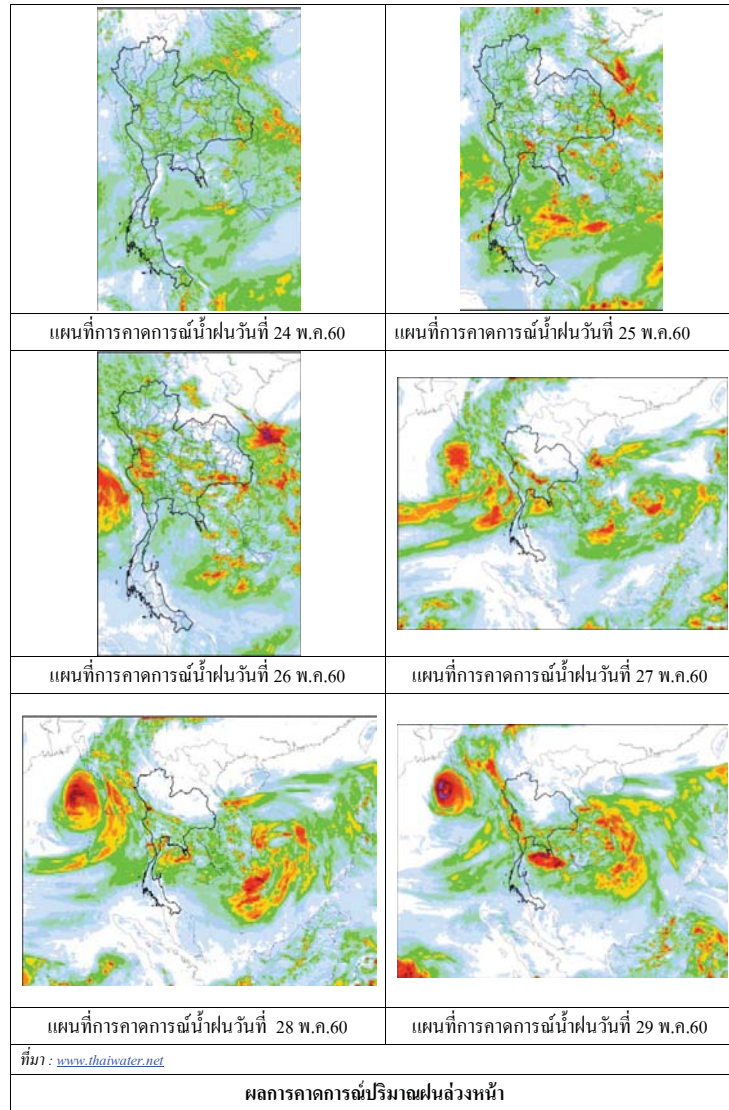 แผนที่การคาดการณ์น้ำฝนวันที่ 24 พ.ค.60
แผนที่การคาดการณ์น้ำฝนวันที่ 25 พ.ค.60
แผนที่การคาดการณ์น้ำฝนวันที่ 26 พ.ค.60
แผนที่การคาดการณ์น้ำฝนวันที่ 27 พ.ค.60
แผนที่การคาดการณ์น้ำฝนวันที่ 28 พ.ค.60
แผนที่การคาดการณ์น้ำฝนวันที่ 29 พ.ค.60
ที่มา : www.thaiwater.net
ผลการคาดการณ์ปริมาณฝนล่วงหน้า